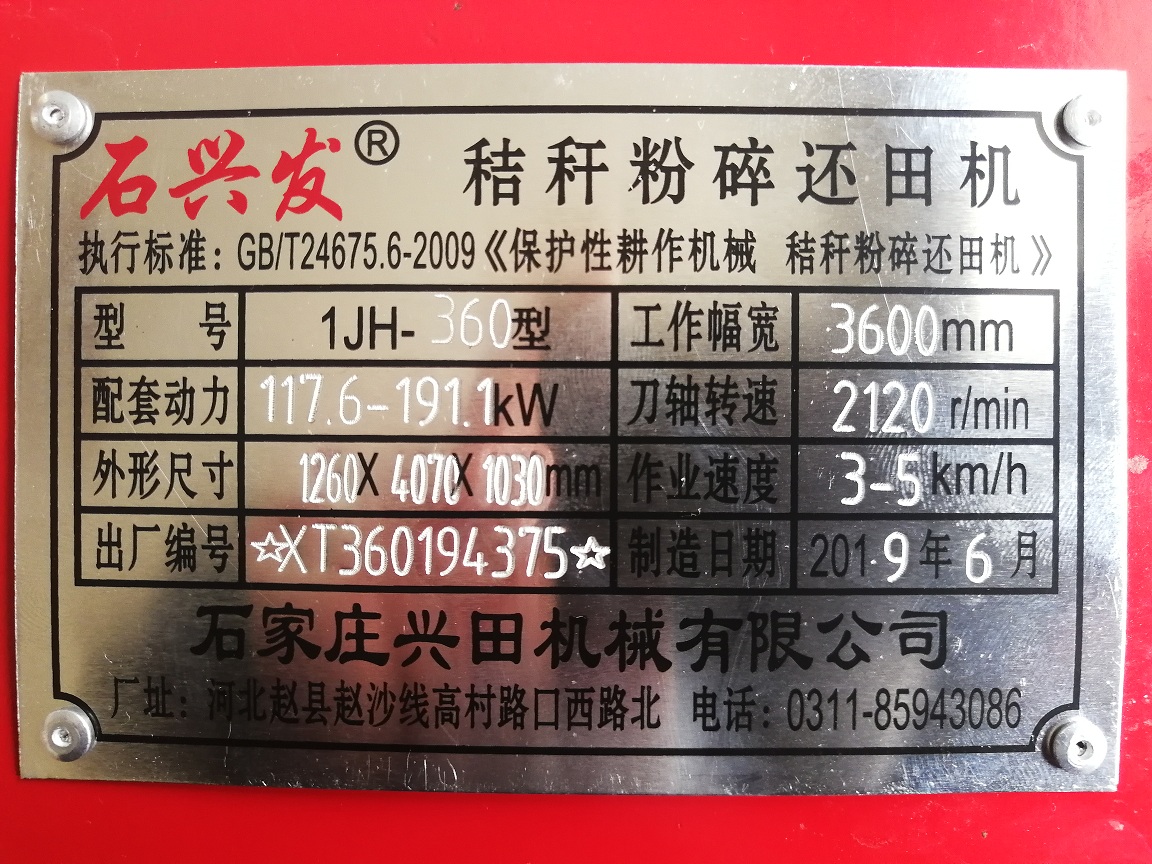 石兴发® 秸秆粉碎还田机
执行标准：GB/T24675.6-2009《保护性耕作机械 秸秆粉碎还田机》
型号 1JH-360型 工作幅宽 3600mm
配套动力 117.6-191.1kW 刀轴转速 2120 r/min
外形尺寸 1260X4070X1030mm 作业速度 3-5km/h
出厂编号 ☆XT360194375☆ 制造日期 2019年6月
石家庄兴田机械有限公司
厂址：河北赵县赵沙线高村路口西路北 电话：0311-85943086